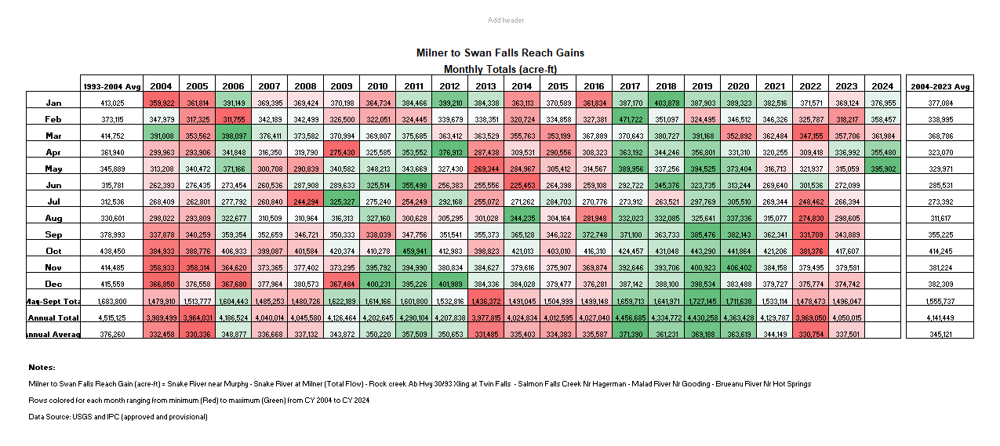 Add header
Milner to Swan Falls Reach Gains
Monthly Totals (acre-ft)
1993-2004 Avg 2004 2005 2006 2007 2008 2009 2010 2011 2012 2013 2014 2015 2016 2017 2018 2019 2020 2021 2022 2023 2024 2004-2023 Avg
Jan 413,025 359,922 361,814 391,149 369,395 369,424 370,198 364,734 384,466 399,210 384,338 363,113 370,589 361,834 387,170 403,878 387,903 389,323 382,516 371,571 369,124 376,955 377,084
Feb 373,115 347,979 317,325 311,755 342,189 342,499 326,500 322,051 324,445 339,679 338,351 320,724 334,858 327,381 471,722 351,097 324,495 346,512 346,326 325,787 318,217 358,457 338,995
Mar 414,752 391,008 353,562 398,097 376,411 373,582 370,994 369,807 375,685 363,412 363,529 355,763 353,199 367,889 370,643 380,727 391,168 352,892 362,484 347,155 357,706 361,984 368,786
Apr 361,940 299,963 293,906 341,848 316,350 319,790 275,430 325,585 353,552 376,913 287,438 309,531 290,556 308,323 363,192 344,246 356,801 331,310 320,255 309,418 336,992 355,480 323,070
May 345,889 313,208 340,472 371,166 300,708 290,839 340,582 348,213 343,669 327,430 269,344 284,967 305,412 314,567 389,956 337,256 394,525 373,404 316,713 321,937 315,059 395,902 329,971
Jun 315,781 262,393 276,435 273,454 260,536 287,908 289,633 325,514 355,498 256,383 255,556 225,453 264,398 259,108 292,722 345,376 323,735 313,244 269,640 301,536 272,099 285,531
Jul 312,536 268,409 262,801 277,792 260,840 244,294 325,327 275,240 254,249 292,168 255,072 271,262 284,703 270,776 273,912 263,521 297,769 305,510 269,344 248,462 266,394 273,392
Aug 330,601 298,022 293,809 322,677 310,509 310,964 316,313 327,160 300,628 305,295 301,028 344,235 304,164 281,948 332,023 332,085 325,641 337,336 315,077 274,830 298,605 311,617
Sep 378,993 337,878 340,259 359,354 352,659 346,721 350,333 338,039 347,756 351,541 355,373 365,128 346,322 372,748 371,100 363,733 385,476 382,143 362,341 331,709 343,889 355,225
Oct 438,450 384,933 388,776 406,933 399,087 401,584 420,374 410,278 459,941 412,983 398,823 421,013 403,010 416,310 424,457 431,048 443,290 441,864 421,206 381,376 417,607 414,245
Nov 414,485 358,933 358,314 364,620 373,365 377,402 373,295 395,792 394,990 380,834 384,627 379,616 375,907 369,874 392,646 393,706 400,923 406,402 384,158 379,495 379,581 381,224
Dec 415,559 366,850 376,558 367,680 377,964 380,573 367,484 400,231 395,226 401,989 384,336 384,028 379,477 376,281 387,142 388,100 398,534 383,488 379,727 375,774 374,742 382,309
May-Sept Tota 1,683,800 1,479,910 1,513,777 1,604,443 1,485,253 1,480,726 1,622,189 1,614,166 1,601,800 1,532,816 1,436,372 1,491,045 1,504,999 1,499,148 1,659,713 1,641,971 1,727,145 1,711,638 1,533,114 1,478,473 1,496,047 1,555,737
Annual Total 4,515,125 3,989,499 3,964,031 4,186,524 4,040,014 4,045,580 4,126,464 4,202,645 4,290,104 4,207,838 3,977,815 4,024,834 4,012,595 4,027,040 4,456,685 4,334,772 4,430,258 4,363,428 4,129,787 3,969,050 4,050,015 4,141,449
nnual Averag 376,260 332,458 330,336 348,877 336,668 337,132 343,872 350,220 357,509 350,653 331,485 335,403 334,383 335,587 371,390 361,231 369,188 363,619 344,149 330,754 337,501 345,121
Notes:
Milner to Swan Falls Reach Gain (acre-ft) = Snake River near Murphy - Snake River at Milner (Total Flow) - Rock creek Ab Hwy 30/93 Xling at Twin Falls - Salmon Falls Creek Nr Hagerman - Malad River Nr Gooding - Brueanu River Nr Hot Springs
Rows colored for each month ranging from minimum (Red) to maximum (Green) from CY 2004 to CY 2024
Data Source: USGS and IPC (approved and provisional)